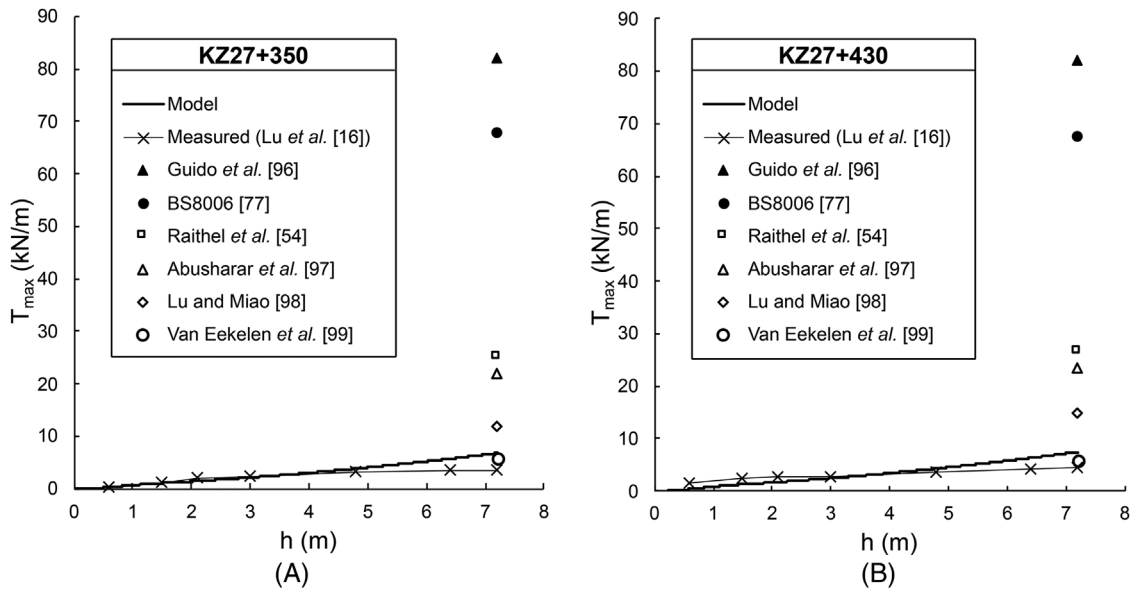 90
80
70
60
50
40
30
20
10
0
T_max (kN/m)
KZ27+350
Model
Measured (Lu et al. [16])
Guido et al. [96]
BS8006 [77]
Raithel et al. [54]
Abusharar et al. [97]
Lu and Miao [98]
Van Eekelen et al. [99]
0 1 2 3 4 5 6 7 8
h (m)
(A)
90
80
70
60
50
40
30
20
10
0
T_max (kN/m)
KZ27+430
Model
Measured (Lu et al. [16])
Guido et al. [96]
BS8006 [77]
Raithel et al. [54]
Abusharar et al. [97]
Lu and Miao [98]
Van Eekelen et al. [99]
0 1 2 3 4 5 6 7 8
h (m)
(B)